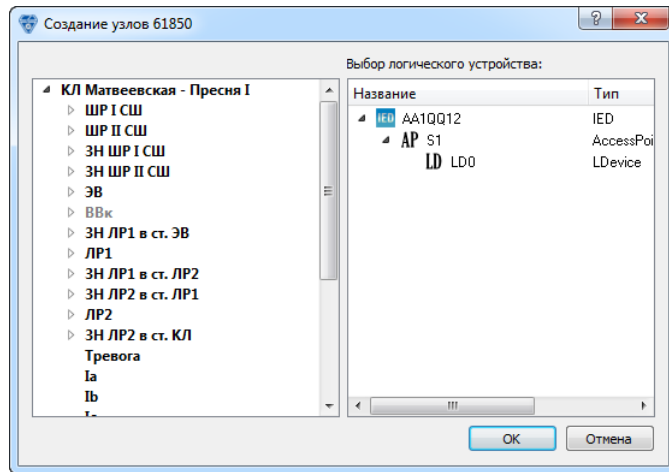 Создание узлов 61850
Выбор логического устройства:
КЛ Матвеевская - Пресня I
ШР I СШ
ШР II СШ
ЗН ШР I СШ
ЗН ШР II СШ
ЭВ
ВВк
ЗН ЛР1 в ст. ЭВ
ЛР1
ЗН ЛР1 в ст. ЛР2
ЗН ЛР2 в ст. ЛР1
ЛР2
ЗН ЛР2 в ст. КЛ
Тревога
Ia
Ib
Название Тип
IED AA1QQ12 IED
AP S1 AccessPoi
LD LD0 LDevice
OK Отмена